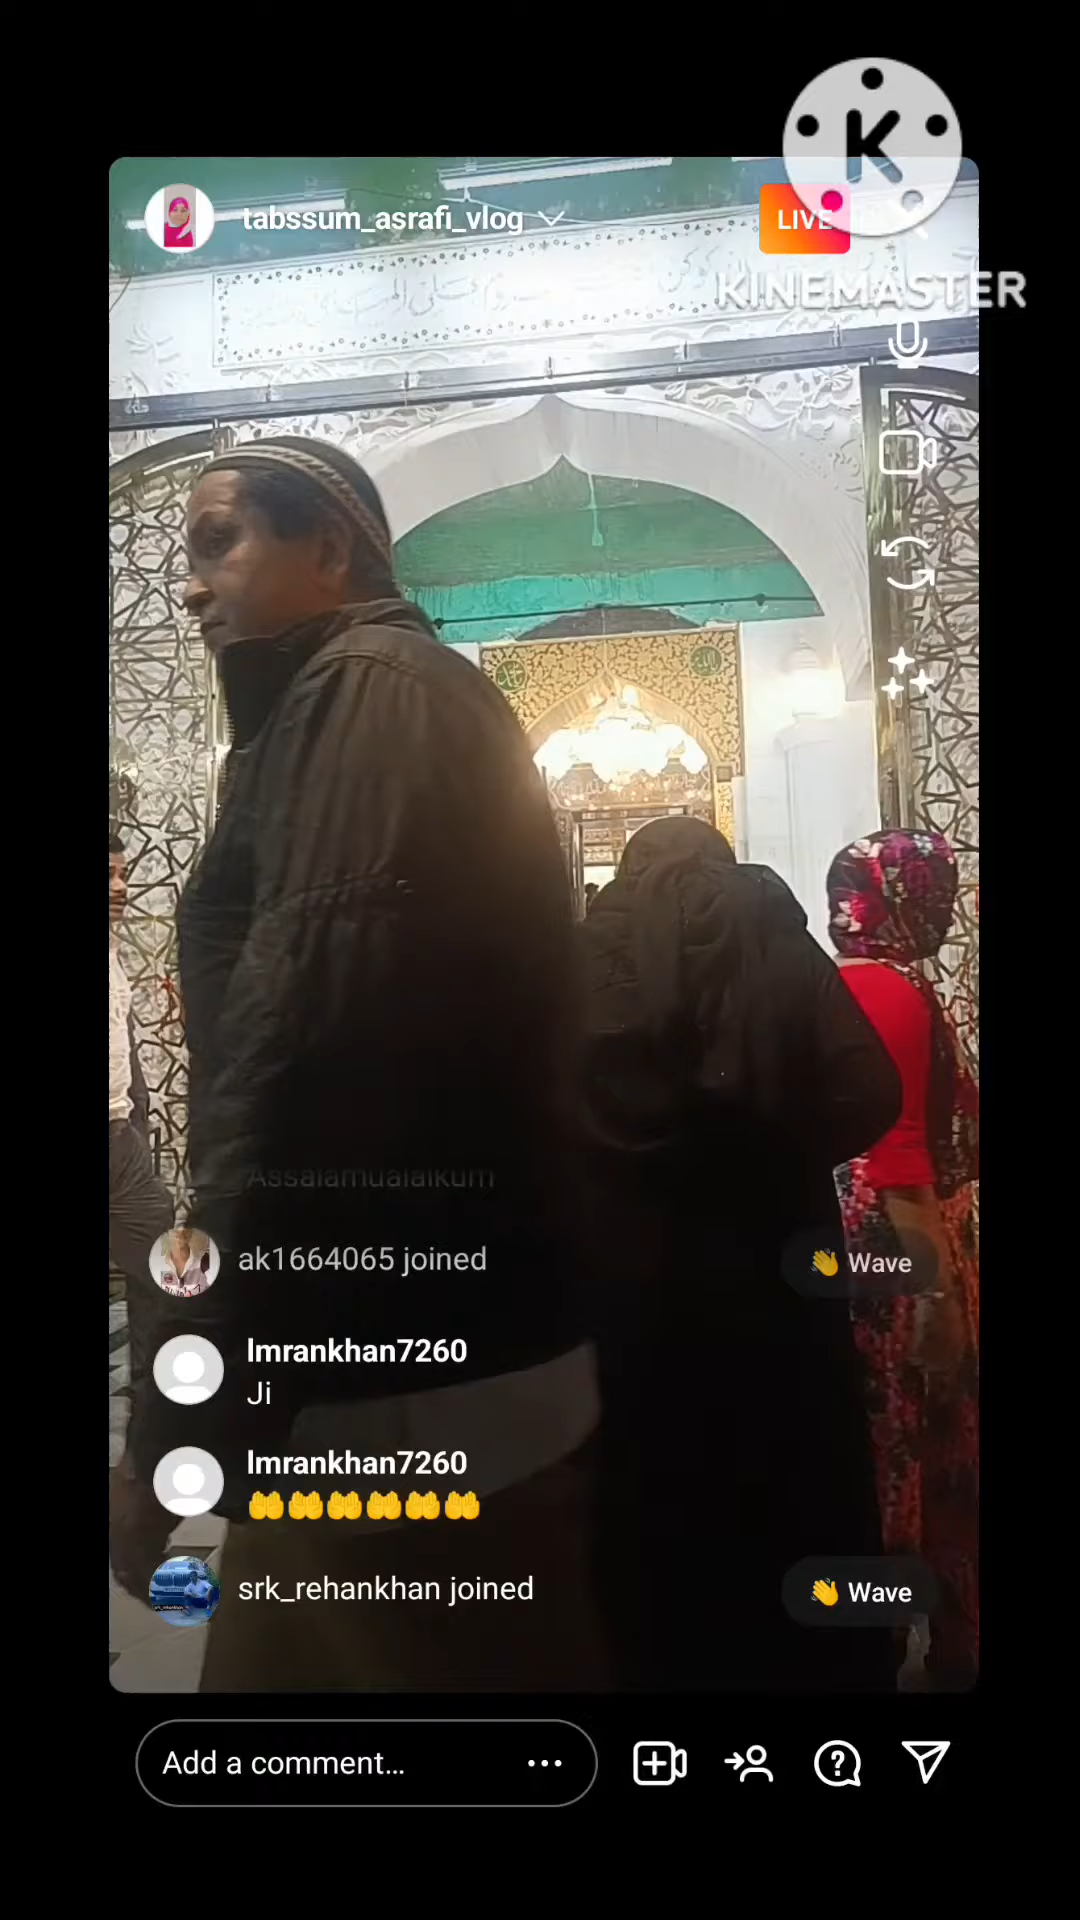 tabssum_asrafi_vlog
LIVE
K
KINEMASTER
Assalamualaikum
ak1664065 joined
👋 Wave
Imrankhan7260
Ji
Imrankhan7260
🤲🤲🤲🤲🤲🤲
srk_rehankhan joined
👋 Wave
Add a comment...